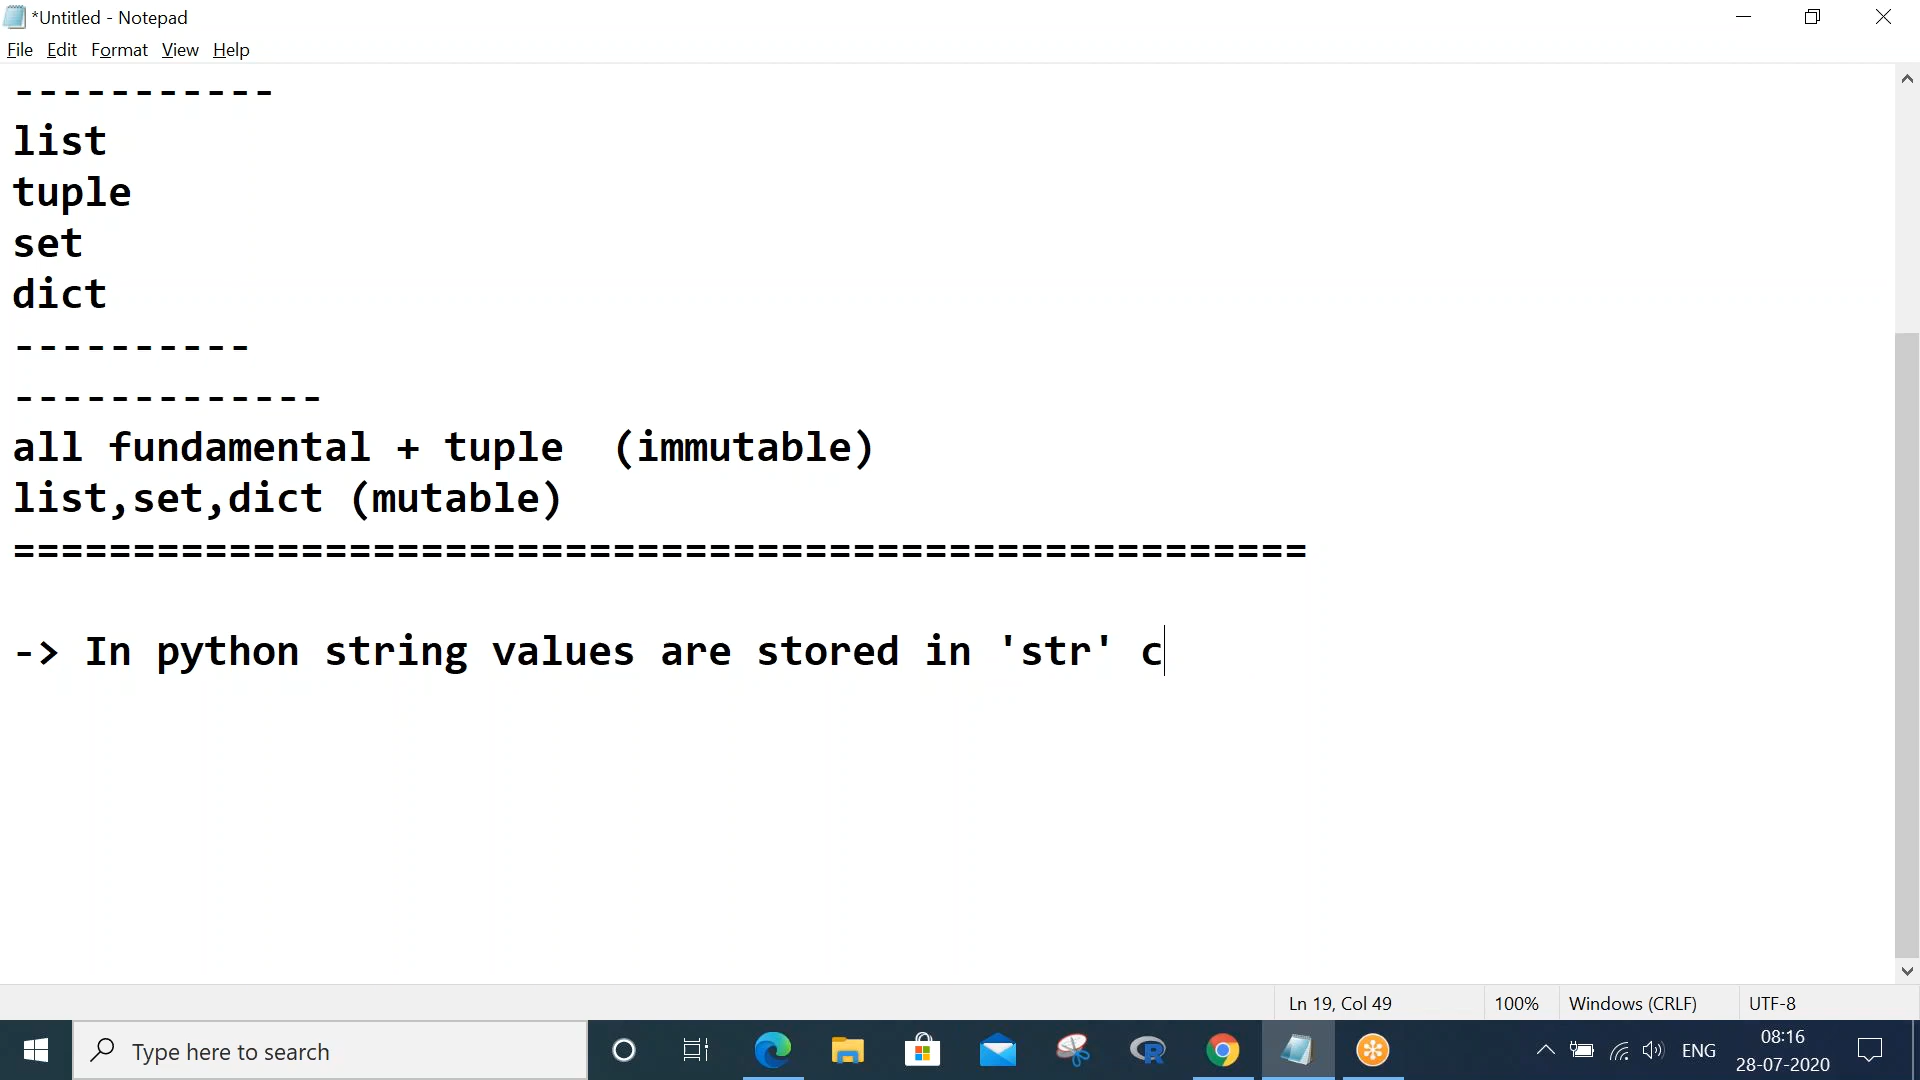 *Untitled - Notepad
File Edit Format View Help
-----------
list
tuple
set
dict
----------
-------------
all fundamental + tuple  (immutable)
list,set,dict (mutable)
======================================================
-> In python string values are stored in 'str' c
Ln 19, Col 49 100% Windows (CRLF) UTF-8
Type here to search
ENG
08:16
28-07-2020